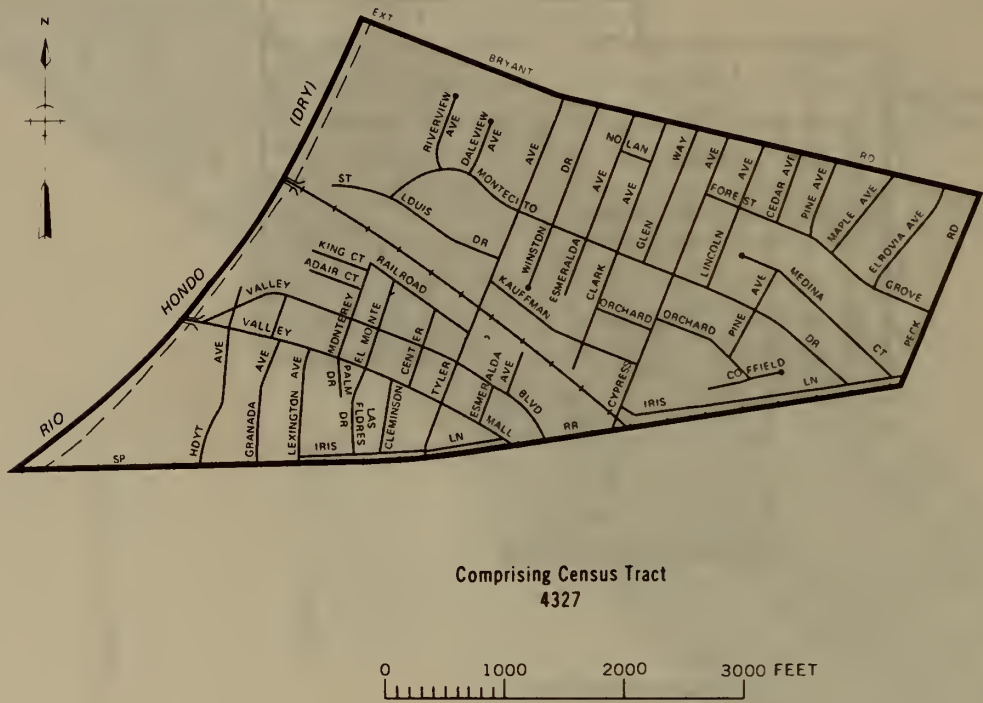 N
EXT
BRYANT
RD
(DRY)
RIVERVIEW AVE
DALEVIEW AVE
AVE
DR
NOLAN
AVE
AVE
WAY
AVE
AVE
FOREST
CEDAR AVE
PINE AVE
MAPLE AVE
ELROVIA AVE
RD
MONTECITO
ST
LOUIS
DR
WINSTON
ESMERALDA
CLARK
GLEN
LINCOLN
MEDINA
GROVE
HONDO
KING CT
ADAIR CT
RAILROAD
KAUFFMAN
ORCHARD
ORCHARD
PINE AVE
DR
CT
PECK
VALLEY
VALLEY
MONTEREY
EL MONTE
CENTER
TYLER
ESMERALDA AVE
BLVD
CYPRESS
COFFIELD
IRIS
LN
RIO
HOYT
AVE
GRANADA
AVE
LEXINGTON
AVE
PALM DR
LAS FLORES DR
CLEMINSON
MALL
IRIS
LN
SP
RR
Comprising Census Tract
4327
0 1000 2000 3000 FEET